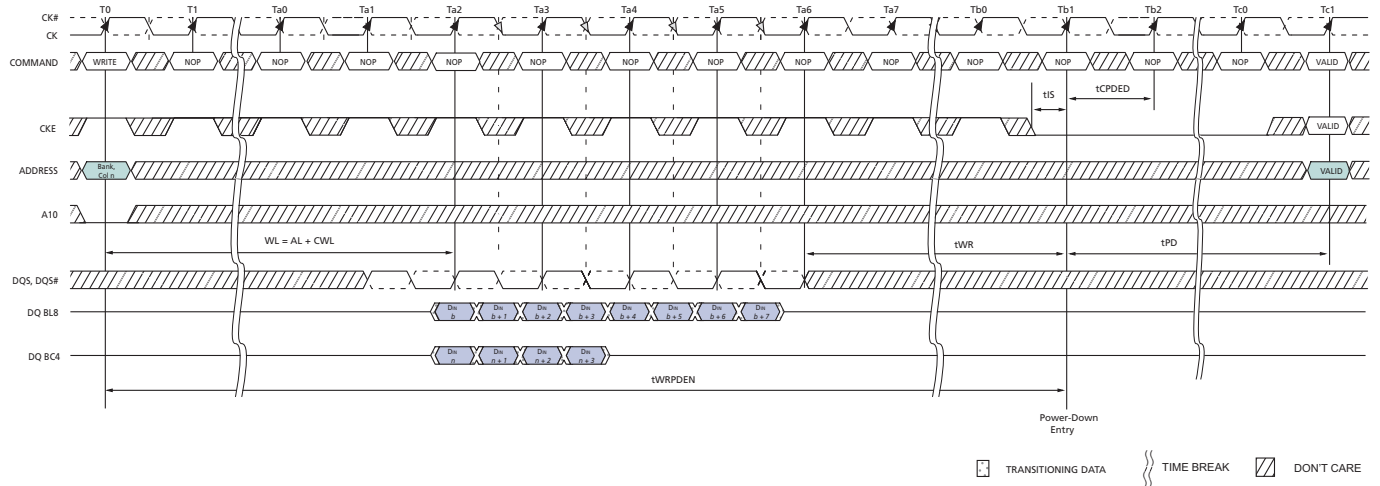 T0 T1 Ta0 Ta1 Ta2 Ta3 Ta4 Ta5 Ta6 Ta7 Tb0 Tb1 Tb2 Tc0 Tc1
CK#
CK
COMMAND WRITE NOP NOP NOP NOP NOP NOP NOP NOP NOP NOP NOP NOP NOP VALID
tIS tCPDED
CKE VALID
ADDRESS Bank, Col n VALID
A10
WL = AL + CWL tWR tPD
DQS, DQS#
DQ BL8 DIN b DIN b + 1 DIN b + 2 DIN b + 3 DIN b + 4 DIN b + 5 DIN b + 6 DIN b + 7
DQ BC4 DIN n DIN n + 1 DIN n + 2 DIN n + 3
tWRPDEN
Power-Down
Entry
TRANSITIONING DATA TIME BREAK DON'T CARE